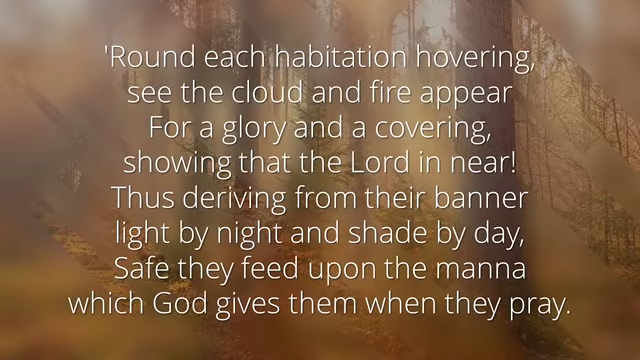 'Round each habitation hovering,
see the cloud and fire appear
For a glory and a covering,
showing that the Lord in near!
Thus deriving from their banner
light by night and shade by day,
Safe they feed upon the manna
which God gives them when they pray.